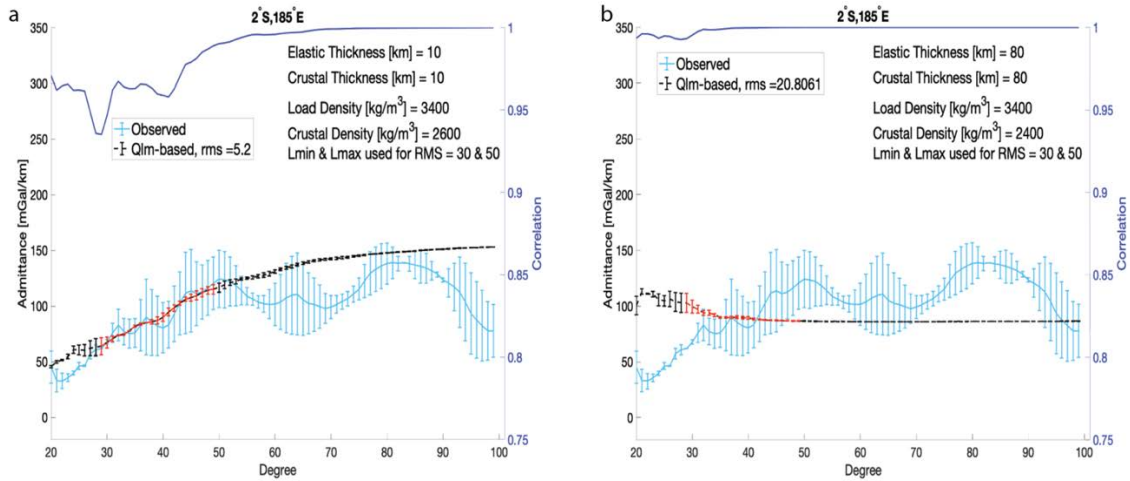 a
2°S,185°E
350
300
250
200
150
100
50
0
Admittance [mGal/km]
1
0.95
0.9
0.85
0.8
0.75
Correlation
Elastic Thickness [km] = 10
Crustal Thickness [km] = 10
Load Density [kg/m³] = 3400
Crustal Density [kg/m³] = 2600
Lmin & Lmax used for RMS = 30 & 50
Observed
Qlm-based, rms =5.2
20 30 40 50 60 70 80 90 100
Degree
b
2°S,185°E
350
300
250
200
150
100
50
0
Admittance [mGal/km]
1
0.95
0.9
0.85
0.8
0.75
Correlation
Observed
Qlm-based, rms =20.8061
Elastic Thickness [km] = 80
Crustal Thickness [km] = 80
Load Density [kg/m³] = 3400
Crustal Density [kg/m³] = 2400
Lmin & Lmax used for RMS = 30 & 50
20 30 40 50 60 70 80 90 100
Degree